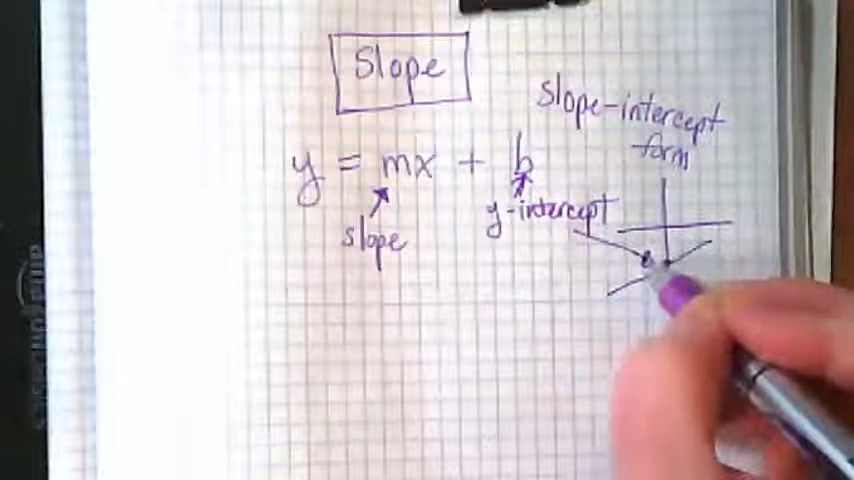 Slope
slope-intercept
form
y = mx + b
slope
y-intercept